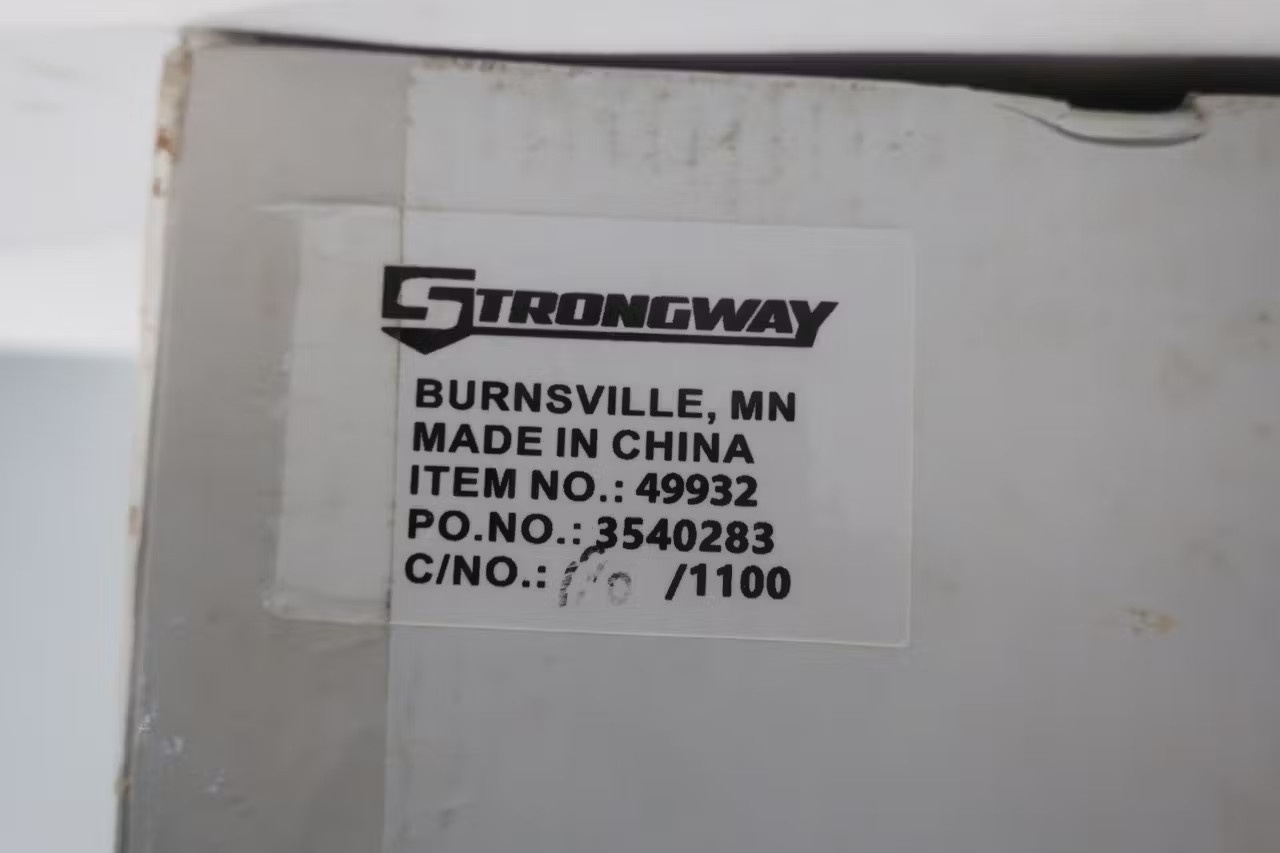 STRONGWAY
BURNSVILLE, MN
MADE IN CHINA
ITEM NO.: 49932
PO.NO.: 3540283
C/NO.: /1100